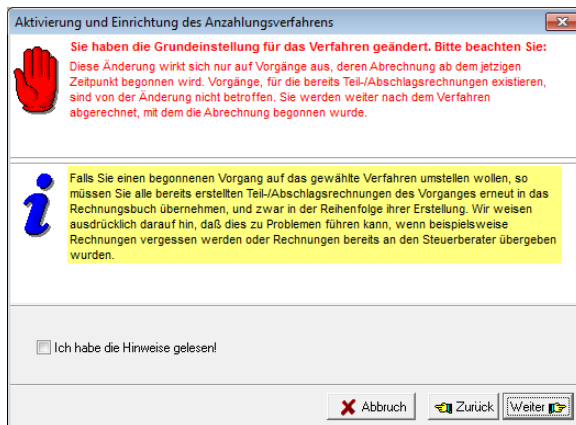 Aktivierung und Einrichtung des Anzahlungsverfahrens
Sie haben die Grundeinstellung für das Verfahren geändert. Bitte beachten Sie:
Diese Änderung wirkt sich nur auf Vorgänge aus, deren Abrechnung ab dem jetzigen
Zeitpunkt begonnen wird. Vorgänge, für die bereits Teil-/Abschlagsrechnungen existieren,
sind von der Änderung nicht betroffen. Sie werden weiter nach dem Verfahren
abgerechnet, mit dem die Abrechnung begonnen wurde.
Falls Sie einen begonnenen Vorgang auf das gewählte Verfahren umstellen wollen, so
müssen Sie alle bereits erstellten Teil-/Abschlagsrechnungen des Vorganges erneut in das
Rechnungsbuch übernehmen, und zwar in der Reihenfolge ihrer Erstellung. Wir weisen
ausdrücklich darauf hin, daß dies zu Problemen führen kann, wenn beispielsweise
Rechnungen vergessen werden oder Rechnungen bereits an den Steuerberater übergeben
wurden.
Ich habe die Hinweise gelesen!
Abbruch
Zurück
Weiter